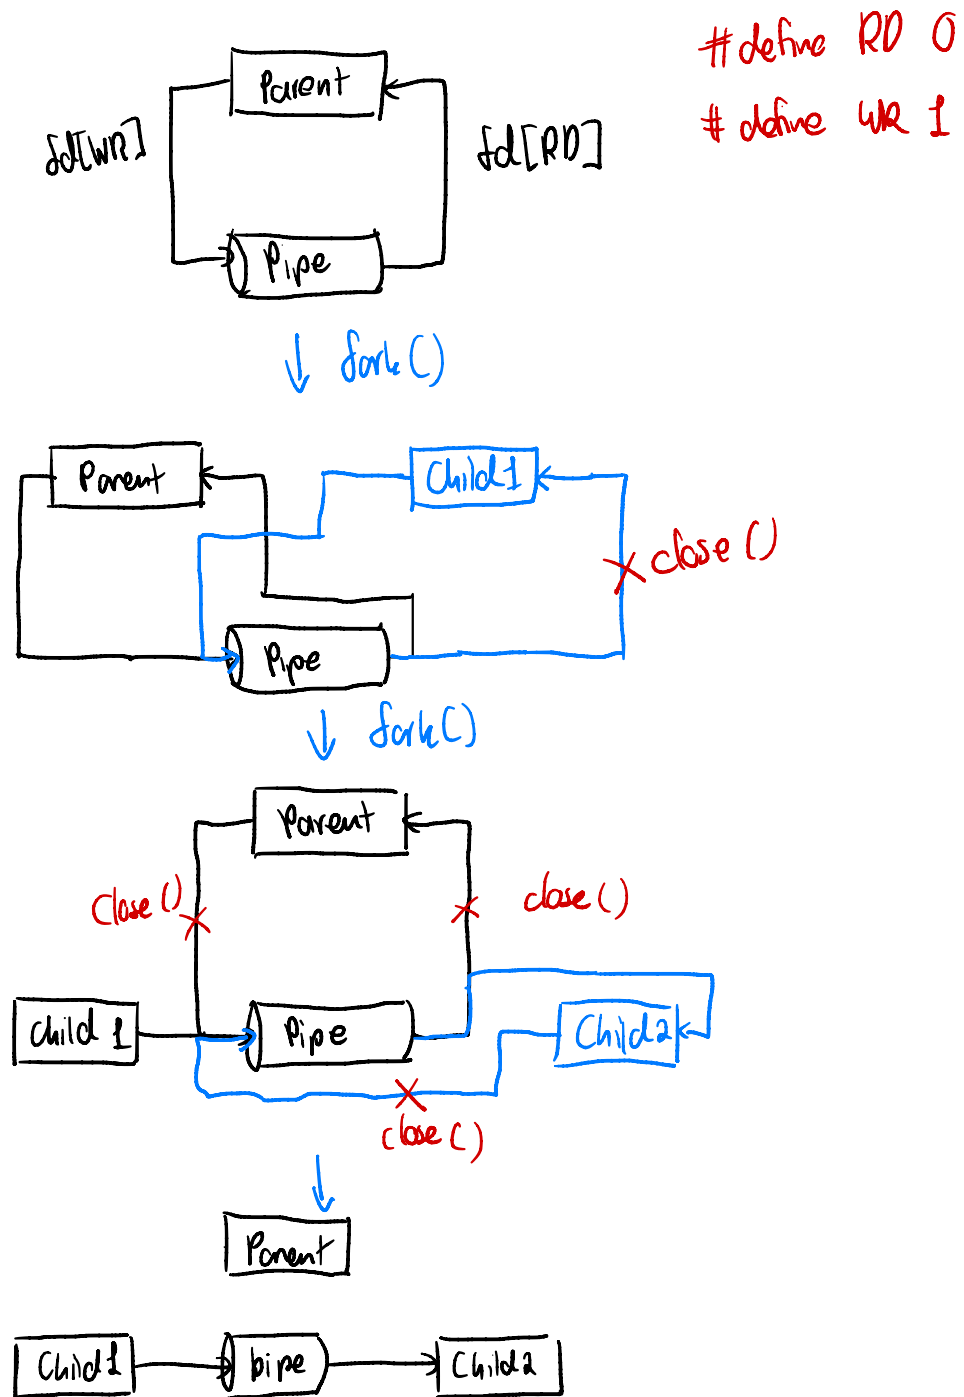 #define RD 0
#define WR 1
Parent
fd[WR]
fd[RD]
Pipe
fork()
Parent
Child1
close()
Pipe
fork()
Parent
Close()
close()
Child 1
Pipe
Child2
close()
Parent
Child1
pipe
Child2